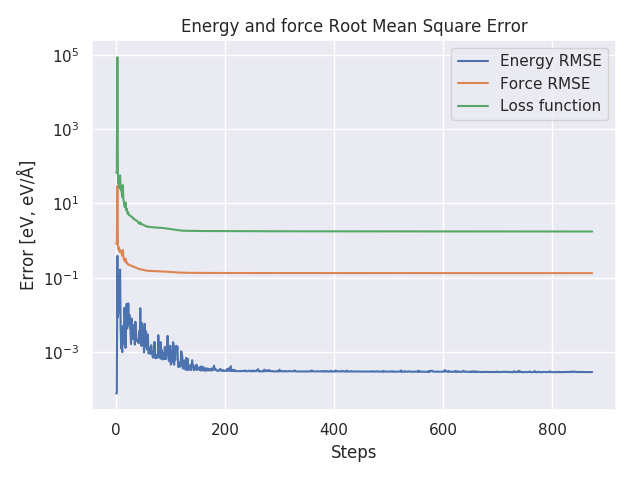 Energy and force Root Mean Square Error
Energy RMSE
Force RMSE
Loss function
Error [eV, eV/Å]
10^5
10^3
10^1
10^−1
10^−3
0 200 400 600 800
Steps